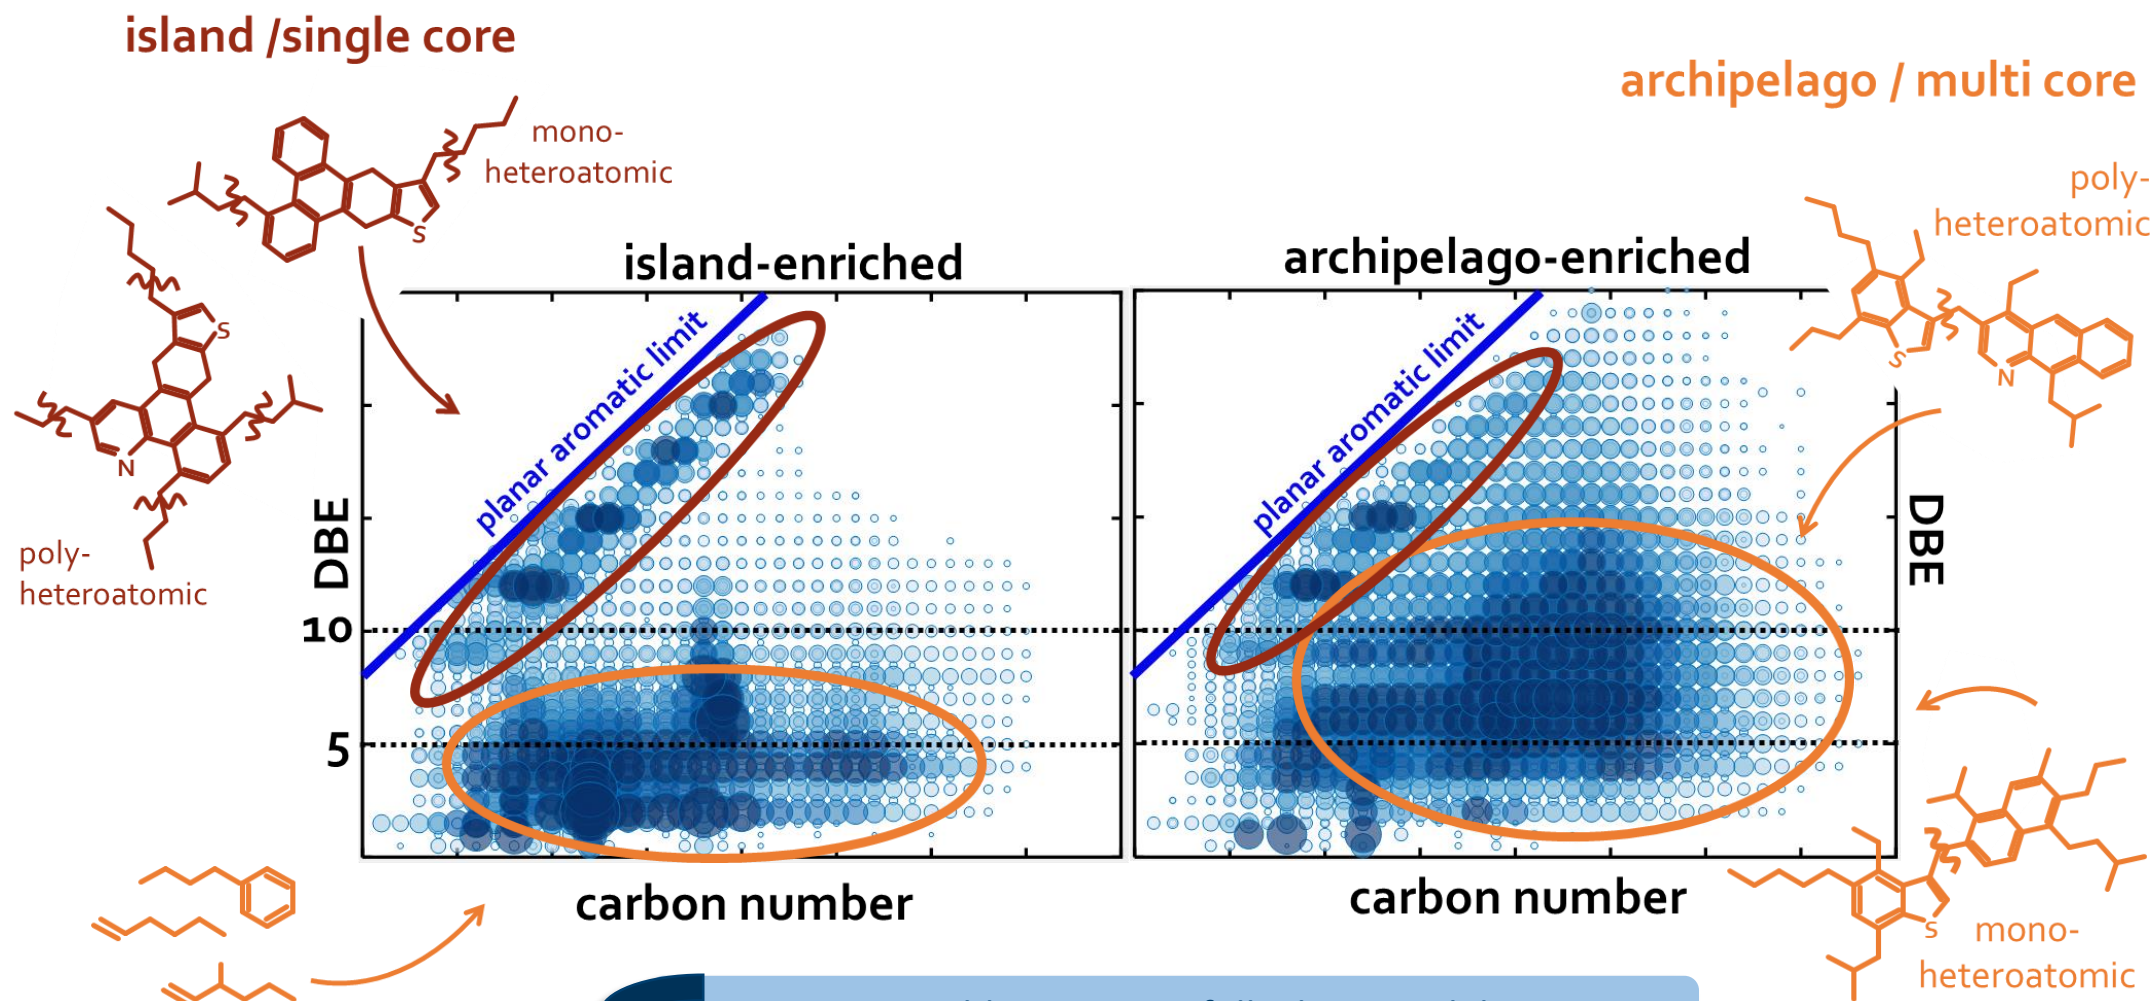 island /single core
archipelago / multi core
mono-
heteroatomic
poly-
heteroatomic
S
S
N
poly-
heteroatomic
island-enriched
archipelago-enriched
planar aromatic limit
planar aromatic limit
S
N
DBE
DBE
10
5
carbon number
carbon number
S
mono-
heteroatomic